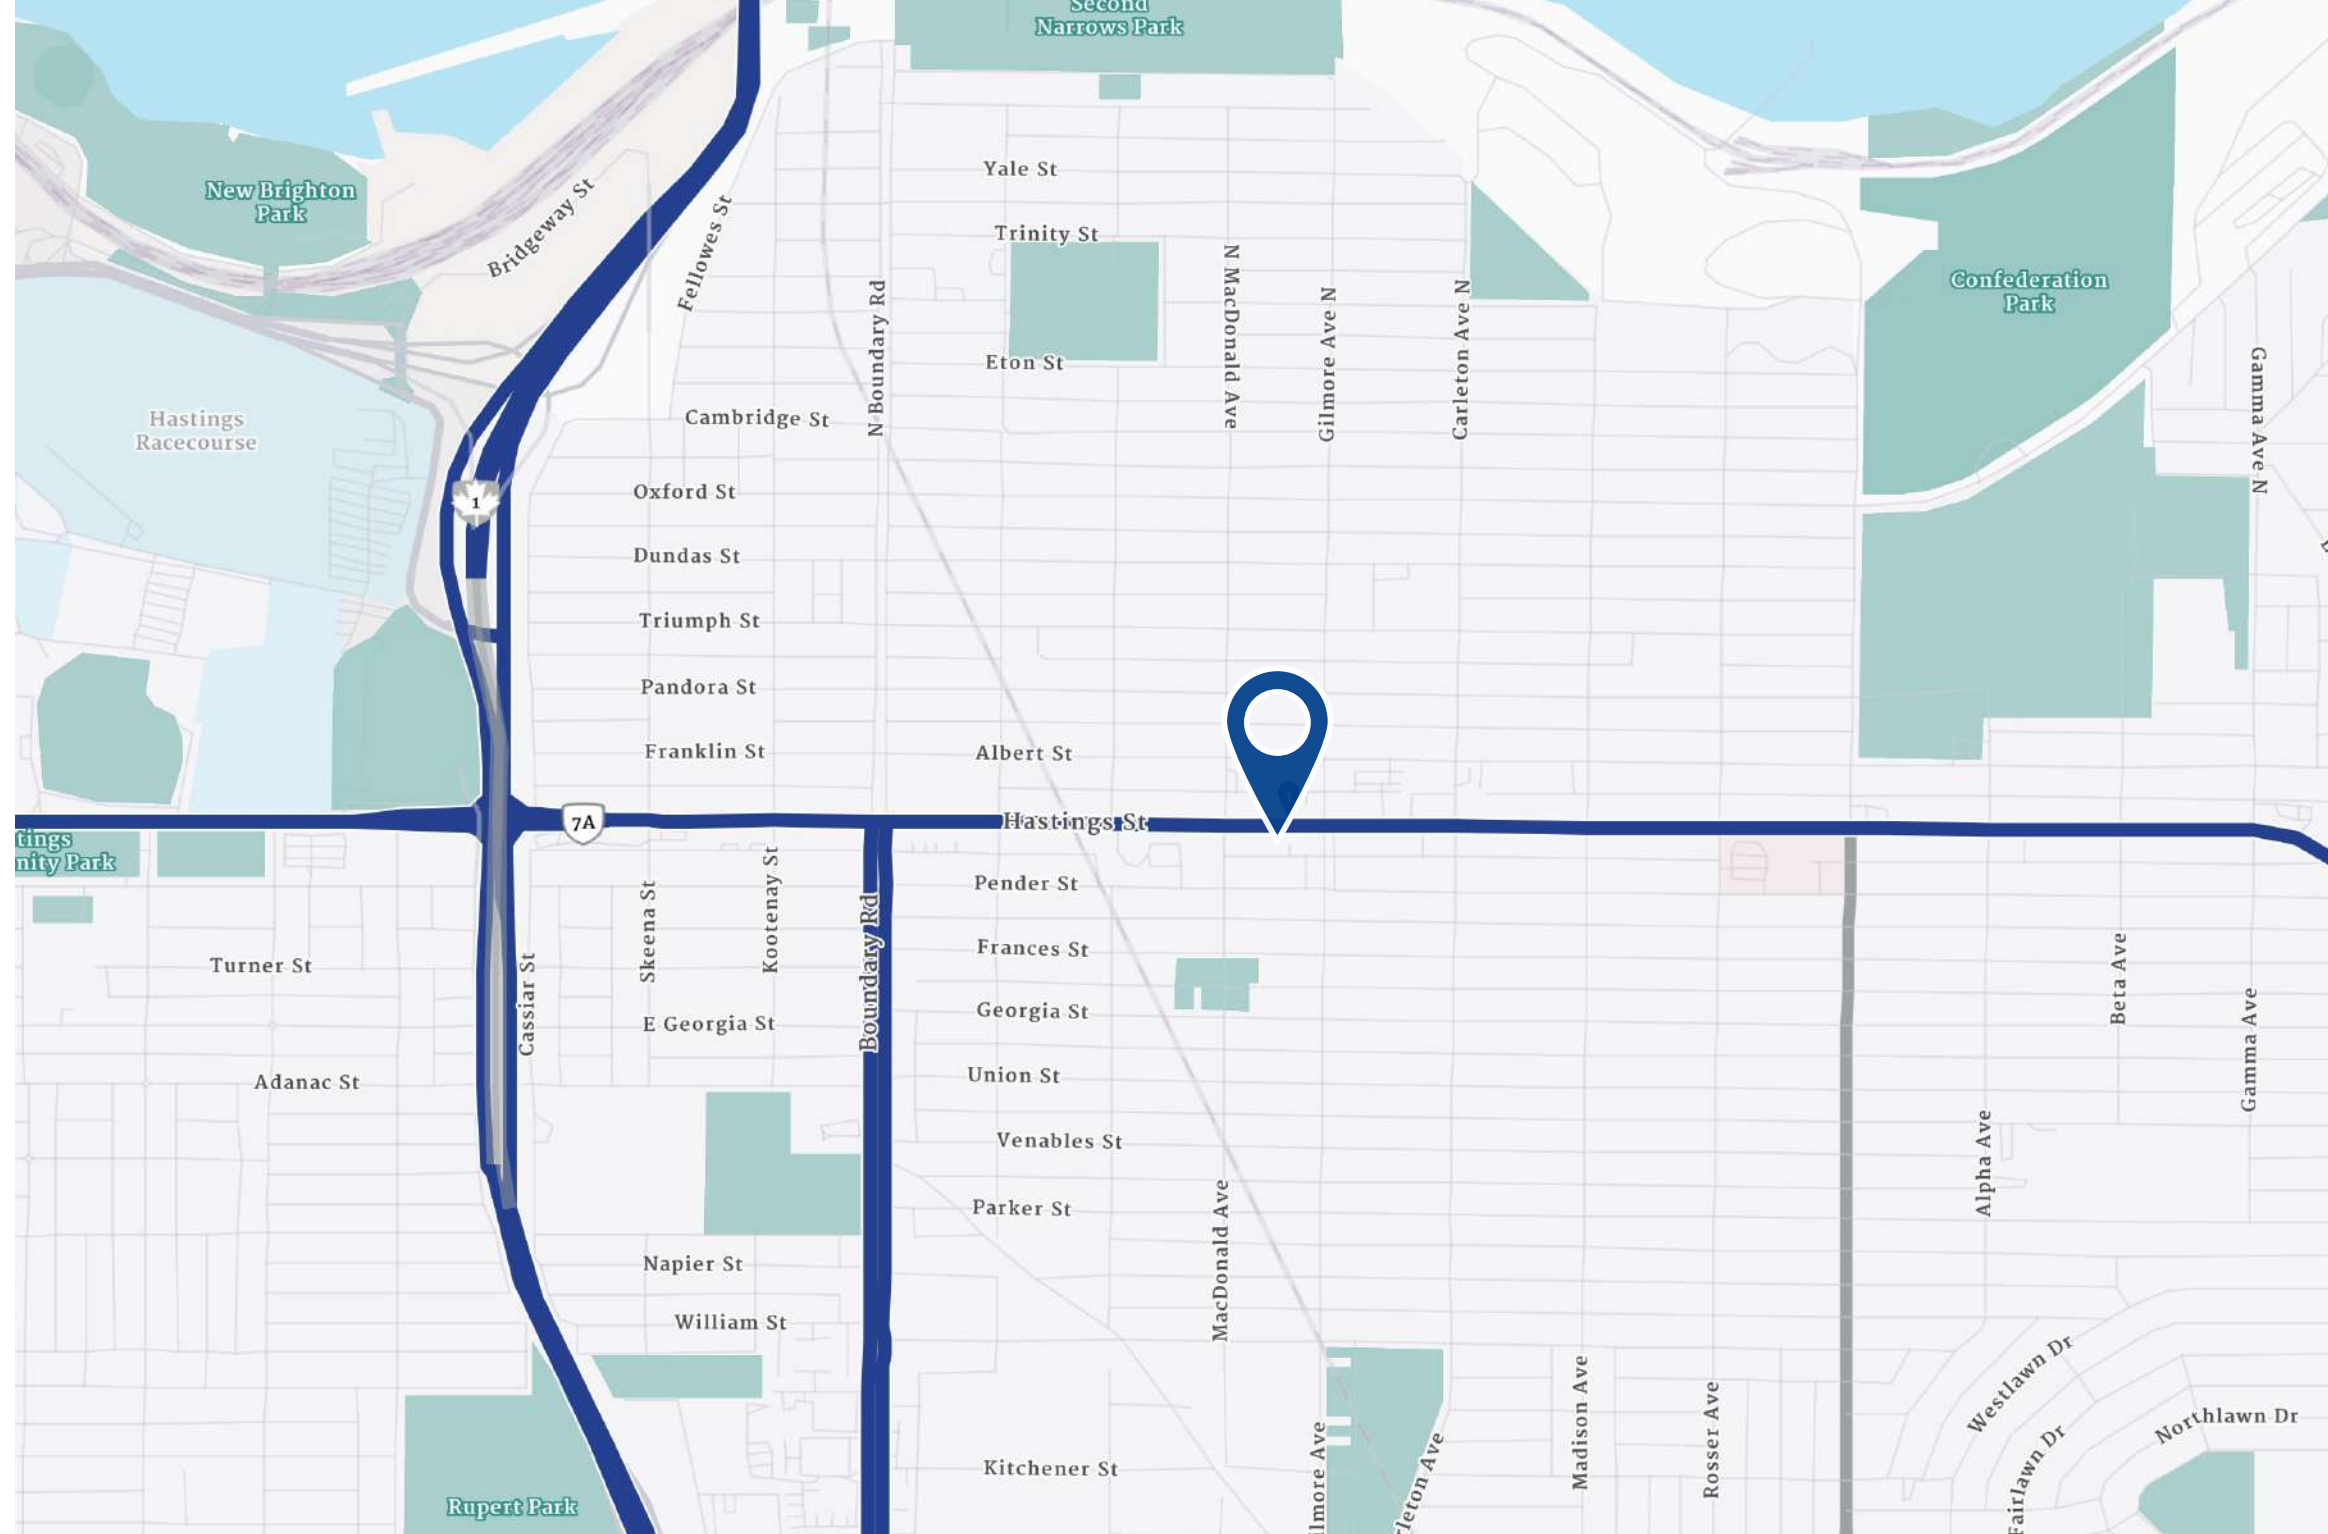 Second
Narrows Park
Yale St
New Brighton
Park
Bridgeway St
Fellowes St
Trinity St
N MacDonald Ave
Gilmore Ave N
Carleton Ave N
N Boundary Rd
Confederation
Park
Eton St
Gamma Ave N
Hastings
Racecourse
Cambridge St
Oxford St
1
Dundas St
Triumph St
Pandora St
Franklin St
Albert St
7A
Hastings St
tings
nity Park
Pender St
Skeena St
Kootenay St
Boundary Rd
Frances St
Turner St
Cassiar St
Beta Ave
Georgia St
E Georgia St
Gamma Ave
Union St
Adanac St
Venables St
Alpha Ave
Parker St
MacDonald Ave
Napier St
William St
Westlawn Dr
Madison Ave
Rosser Ave
Northlawn Dr
Fairlawn Dr
Kitchener St
lmore Ave
rleton Ave
Rupert Park